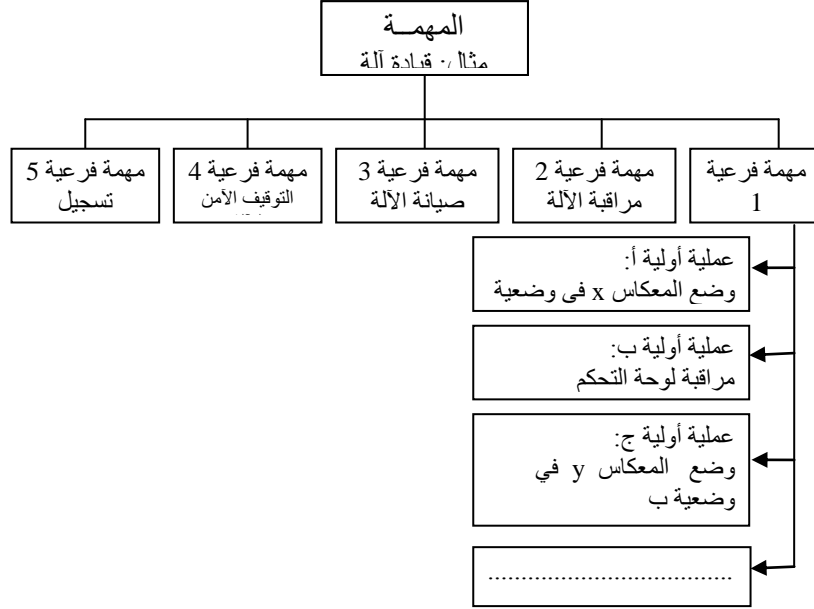 المهمــة
مثال: قيادة آلة
مهمة فرعية
1
مهمة فرعية 2
مراقبة الآلة
مهمة فرعية 3
صيانة الآلة
مهمة فرعية 4
التوقيف الآمن
مهمة فرعية 5
تسجيل
عملية أولية أ:
وضع المعكاس x في وضعية
عملية أولية ب:
مراقبة لوحة التحكم
عملية أولية ج:
وضع المعكاس y في
وضعية ب
.....................................